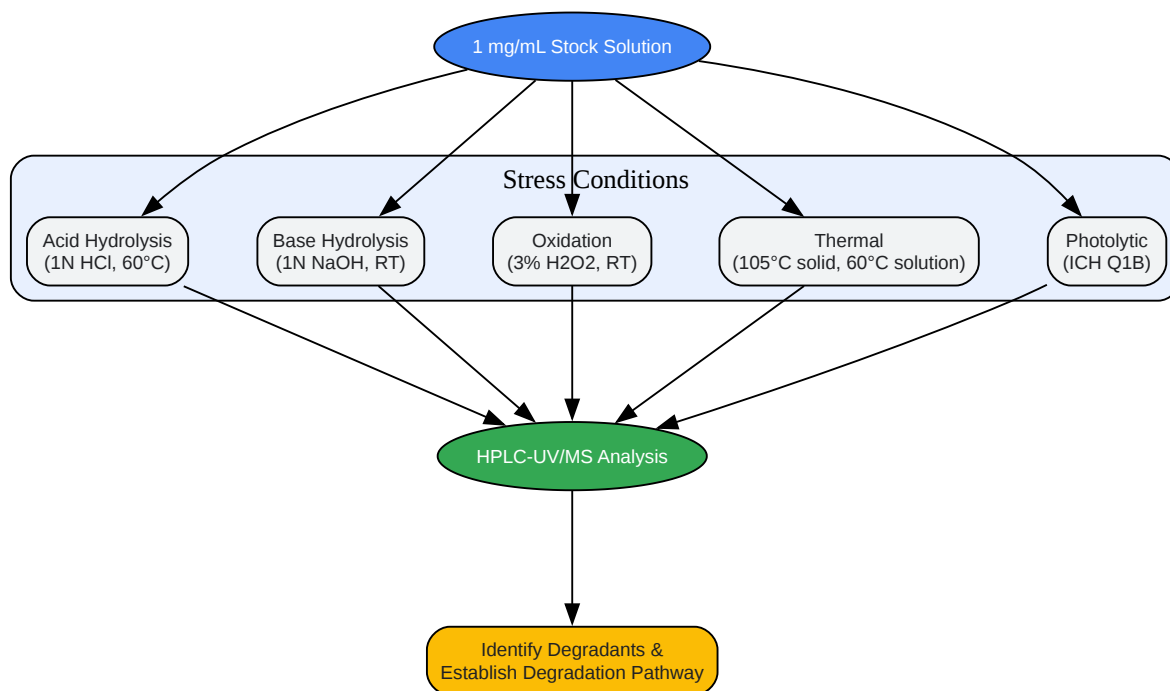 1 mg/mL Stock Solution
Stress Conditions
Acid Hydrolysis
(1N HCl, 60°C)
Base Hydrolysis
(1N NaOH, RT)
Oxidation
(3% H2O2, RT)
Thermal
(105°C solid, 60°C solution)
Photolytic
(ICH Q1B)
HPLC-UV/MS Analysis
Identify Degradants &
Establish Degradation Pathway